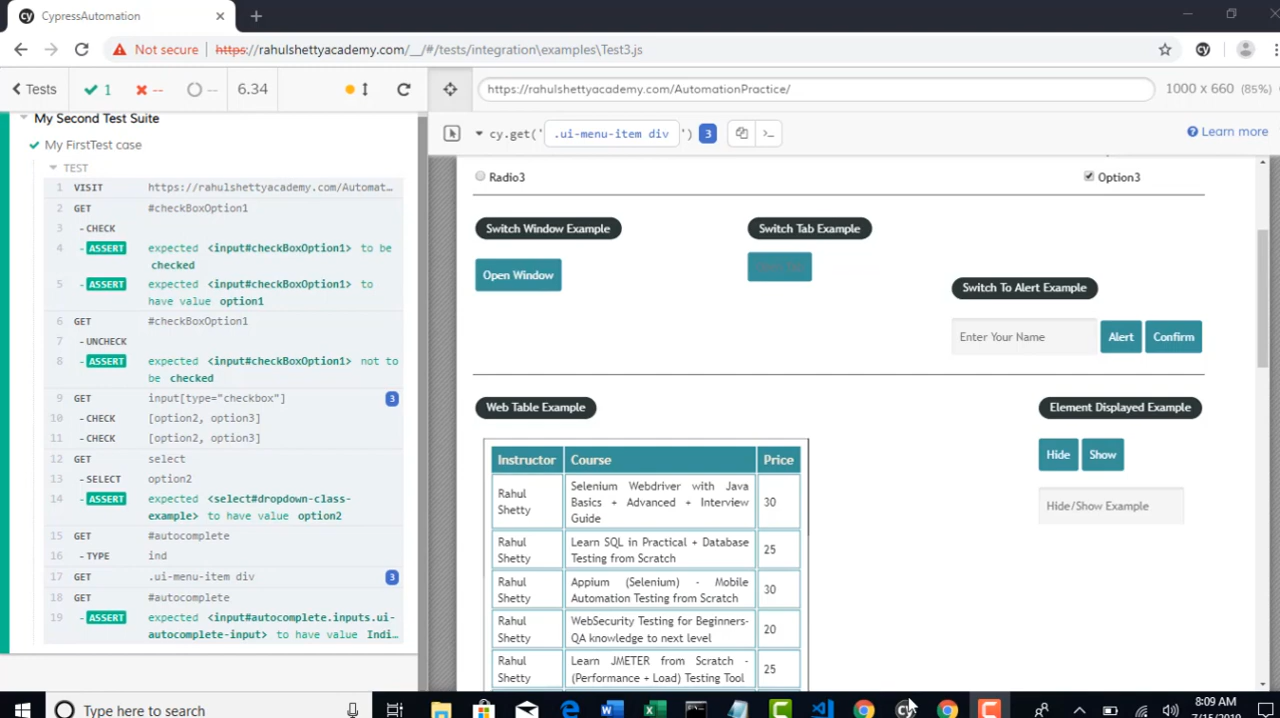 CypressAutomation
Not secure
https://rahulshettyacademy.com/__/#/tests/integration\examples\Test3.js
Tests
1
--
--
6.34
https://rahulshettyacademy.com/AutomationPractice/
1000 x 660 (85%)
cy.get(' .ui-menu-item div ') 3
Learn more
My Second Test Suite
My FirstTest case
TEST
1 VISIT https://rahulshettyacademy.com/Automat...
2 GET #checkBoxOption1
3 -CHECK
4 -ASSERT expected <input#checkBoxOption1> to be
checked
5 -ASSERT expected <input#checkBoxOption1> to
have value option1
6 GET #checkBoxOption1
7 -UNCHECK
8 -ASSERT expected <input#checkBoxOption1> not to
be checked
9 GET input[type="checkbox"] 3
10 -CHECK [option2, option3]
11 -CHECK [option2, option3]
12 GET select
13 -SELECT option2
14 -ASSERT expected <select#dropdown-class-
example> to have value option2
15 GET #autocomplete
16 -TYPE ind
17 GET .ui-menu-item div 3
18 GET #autocomplete
19 -ASSERT expected <input#autocomplete.inputs.ui-
autocomplete-input> to have value Indi...
Radio3
Option3
Switch Window Example
Switch Tab Example
Open Window
Switch To Alert Example
Enter Your Name
Alert
Confirm
Web Table Example
Element Displayed Example
Hide
Show
Hide/Show Example
Instructor Course Price
Rahul Shetty
Selenium Webdriver with Java
Basics + Advanced + Interview
Guide
30
Rahul Shetty
Learn SQL in Practical + Database
Testing from Scratch
25
Rahul Shetty
Appium (Selenium) - Mobile
Automation Testing from Scratch
30
Rahul Shetty
WebSecurity Testing for Beginners-
QA knowledge to next level
20
Rahul Shetty
Learn JMETER from Scratch -
(Performance + Load) Testing Tool
25
Type here to search
8:09 AM